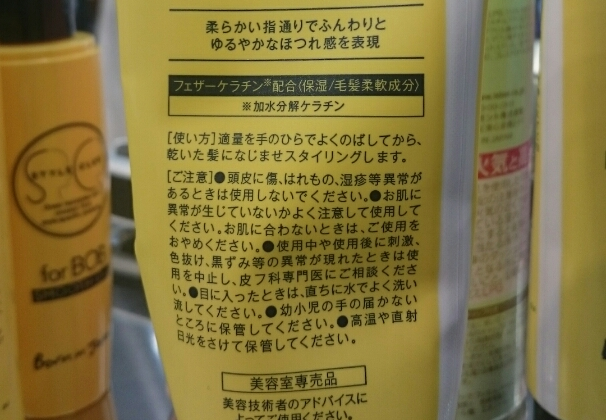 柔らかい指通りでふんわりと
ゆるやかなほつれ感を表現
フェザーケラチン※配合(保湿/毛髪柔軟成分)
※加水分解ケラチン
[使い方]適量を手のひらでよくのばしてから、
乾いた髪になじませスタイリングします。
[ご注意]●頭皮に傷、はれもの、湿疹等異常が
あるときは使用しないでください。●お肌に
異常が生じていないかよく注意して使用して
ください。お肌に合わないときは、ご使用を
おやめください。●使用中や使用後に刺激、
色抜け、黒ずみ等の異常が現れたときは使
用を中止し、皮フ科専門医にご相談くださ
い。●目に入ったときは、直ちに水でよく洗い
流してください。●幼小児の手の届かない
ところに保管してください。●高温や直射
日光をさけて保管してください。
美容室専売品
美容技術者のアドバイスに
よってご使用ください。
for BOB